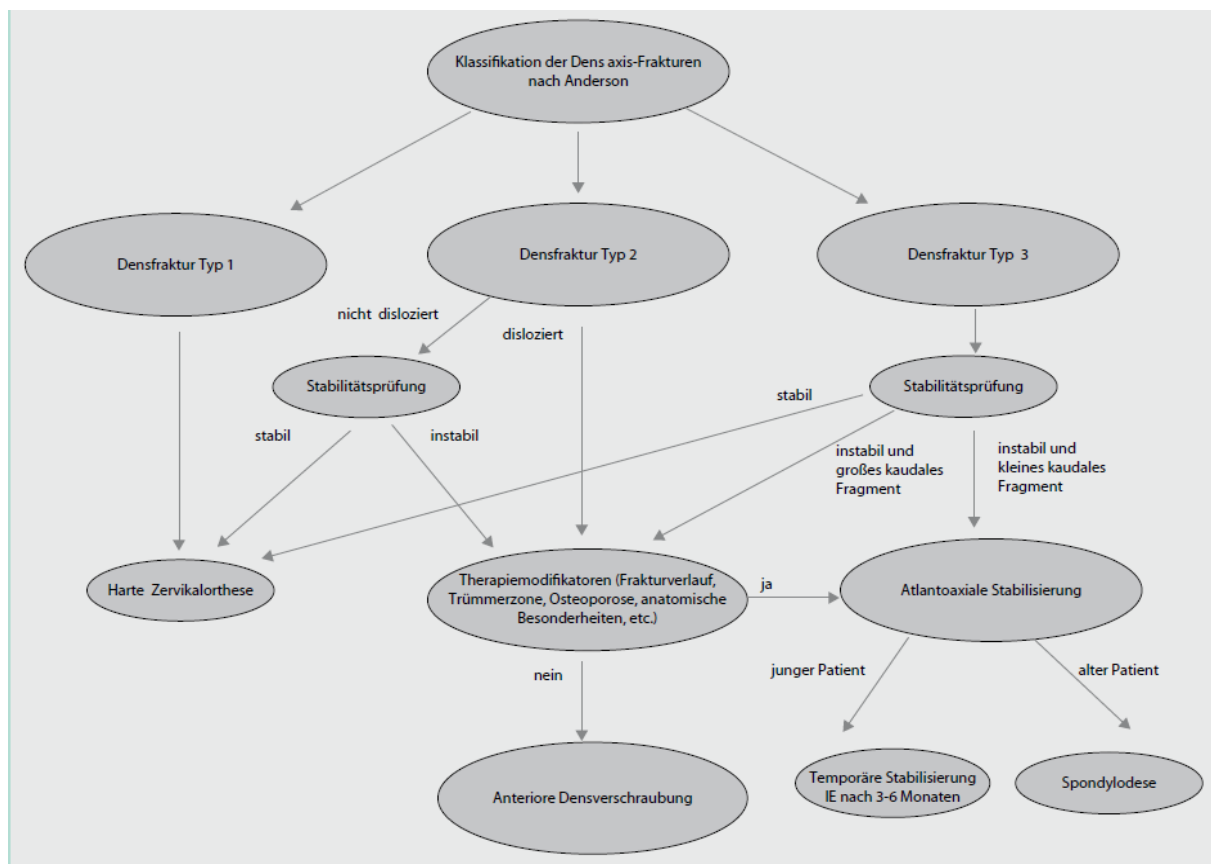 Klassifikation der Dens axis-Frakturen
nach Anderson
Densfraktur Typ 1
Densfraktur Typ 2
Densfraktur Typ 3
nicht disloziert
disloziert
Stabilitätsprüfung
Stabilitätsprüfung
stabil
instabil
stabil
instabil und
großes kaudales
Fragment
instabil und
kleines kaudales
Fragment
Harte Zervikalorthese
Therapiemodifikatoren (Frakturverlauf,
Trümmerzone, Osteoporose, anatomische
Besonderheiten, etc.)
ja
Atlantoaxiale Stabilisierung
nein
junger Patient
alter Patient
Anteriore Densverschraubung
Temporäre Stabilisierung
IE nach 3-6 Monaten
Spondylodese